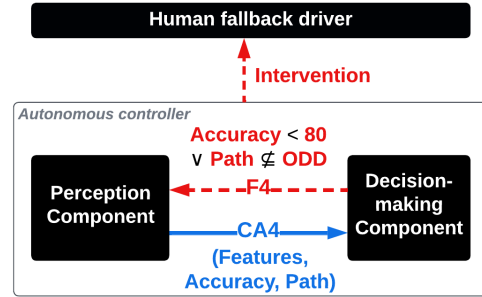 Human fallback driver
Intervention
Autonomous controller
Accuracy < 80
∨ Path ⊈ ODD
Perception
Component
F4
Decision-
making
Component
CA4
(Features,
Accuracy, Path)